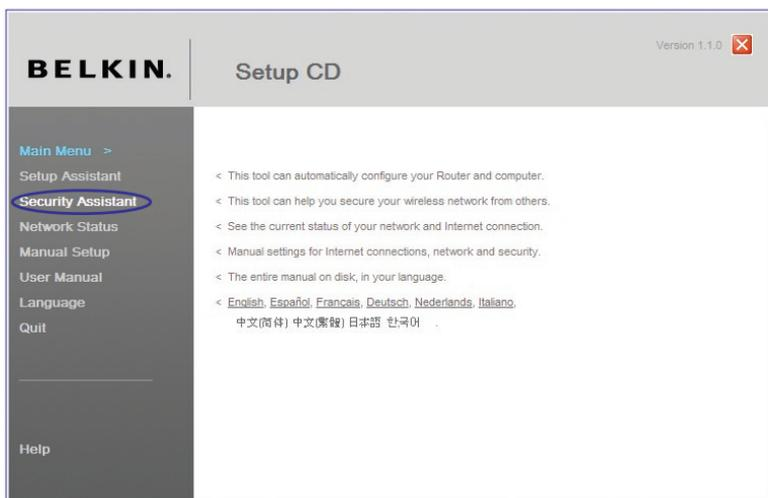 BELKIN.
Setup CD
Version 1.1.0
Main Menu >
Setup Assistant
< This tool can automatically configure your Router and computer.
Security Assistant
< This tool can help you secure your wireless network from others.
Network Status
< See the current status of your network and Internet connection.
Manual Setup
< Manual settings for Internet connections, network and security.
User Manual
< The entire manual on disk, in your language.
Language
< English, Español, Français, Deutsch, Nederlands, Italiano,
中文(简体) 中文(繁體) 日本語 한국어 .
Quit
Help